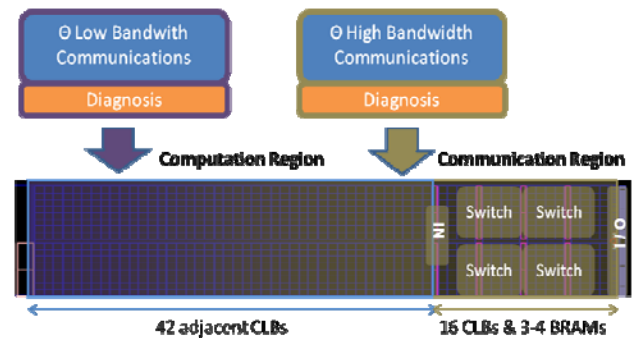 Θ Low Bandwith
Communications
Diagnosis
Θ High Bandwidth
Communications
Diagnosis
Computation Region
Communication Region
NI
Switch
Switch
Switch
Switch
I / O
42 adjacent CLBs
16 CLBs & 3-4 BRAMs